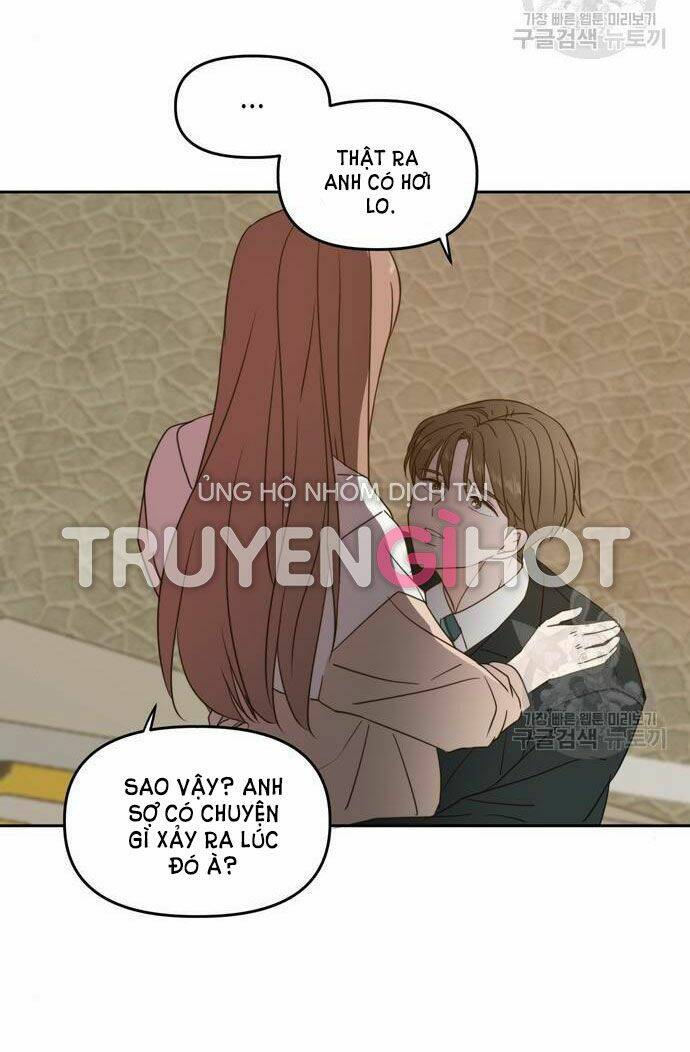 가장 빠른 웹툰 미리보기
구글검색 뉴토끼
...
THẬT RA
ANH CÓ HƠI
LO.
ỦNG HỘ NHÓM DỊCH TẠI
TRUYENGIHOT
가장 빠른 웹툰 미리보기
구글검색 뉴토끼
SAO VẬY? ANH
SỢ CÓ CHUYỆN
GÌ XẢY RA LÚC
ĐÓ À?